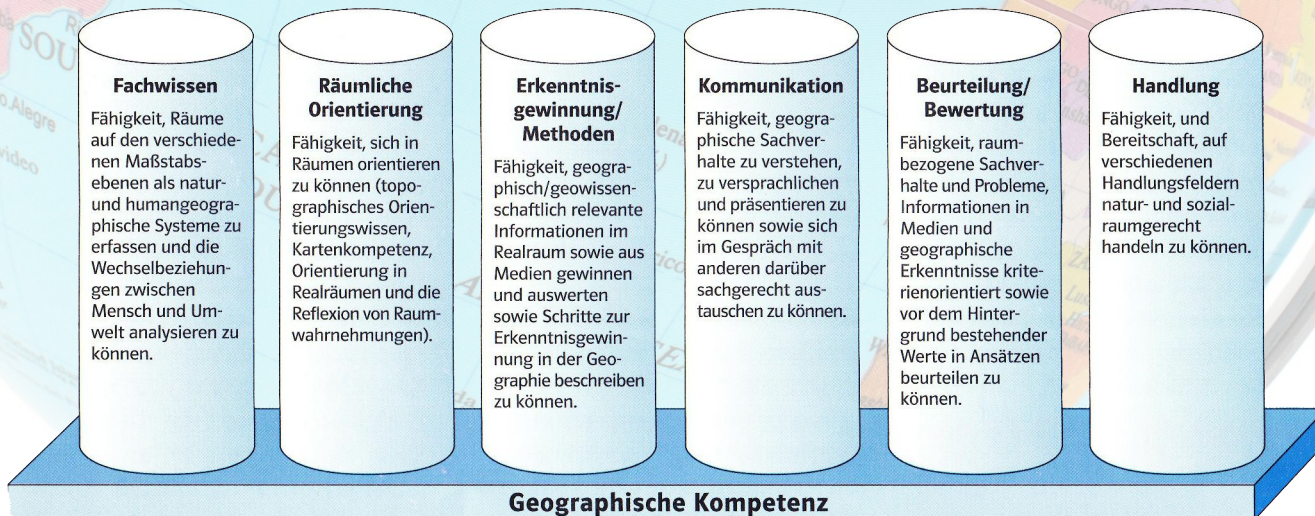 Fachwissen
Fähigkeit, Räume
auf den verschiede-
nen Maßstabs-
ebenen als natur-
und humangeogra-
phische Systeme zu
erfassen und die
Wechselbeziehun-
gen zwischen
Mensch und Um-
welt analysieren zu
können.
Räumliche
Orientierung
Fähigkeit, sich in
Räumen orientieren
zu können (topo-
graphisches Orien-
tierungswissen,
Kartenkompetenz,
Orientierung in
Realräumen und die
Reflexion von Raum-
wahrnehmungen).
Erkenntnis-
gewinnung/
Methoden
Fähigkeit, geogra-
phisch/geowissen-
schaftlich relevante
Informationen im
Realraum sowie aus
Medien gewinnen
und auswerten
sowie Schritte zur
Erkenntnisgewin-
nung in der Geo-
graphie beschreiben
zu können.
Kommunikation
Fähigkeit, geogra-
phische Sachver-
halte zu verstehen,
zu versprachlichen
und präsentieren zu
können sowie sich
im Gespräch mit
anderen darüber
sachgerecht aus-
tauschen zu können.
Beurteilung/
Bewertung
Fähigkeit, raum-
bezogene Sachver-
halte und Probleme,
Informationen in
Medien und
geographische
Erkenntnisse krite-
rienorientiert sowie
vor dem Hinter-
grund bestehender
Werte in Ansätzen
beurteilen zu
können.
Handlung
Fähigkeit, und
Bereitschaft, auf
verschiedenen
Handlungsfeldern
natur- und sozial-
raumgerecht
handeln zu können.
Geographische Kompetenz
SOU
Alegre
video